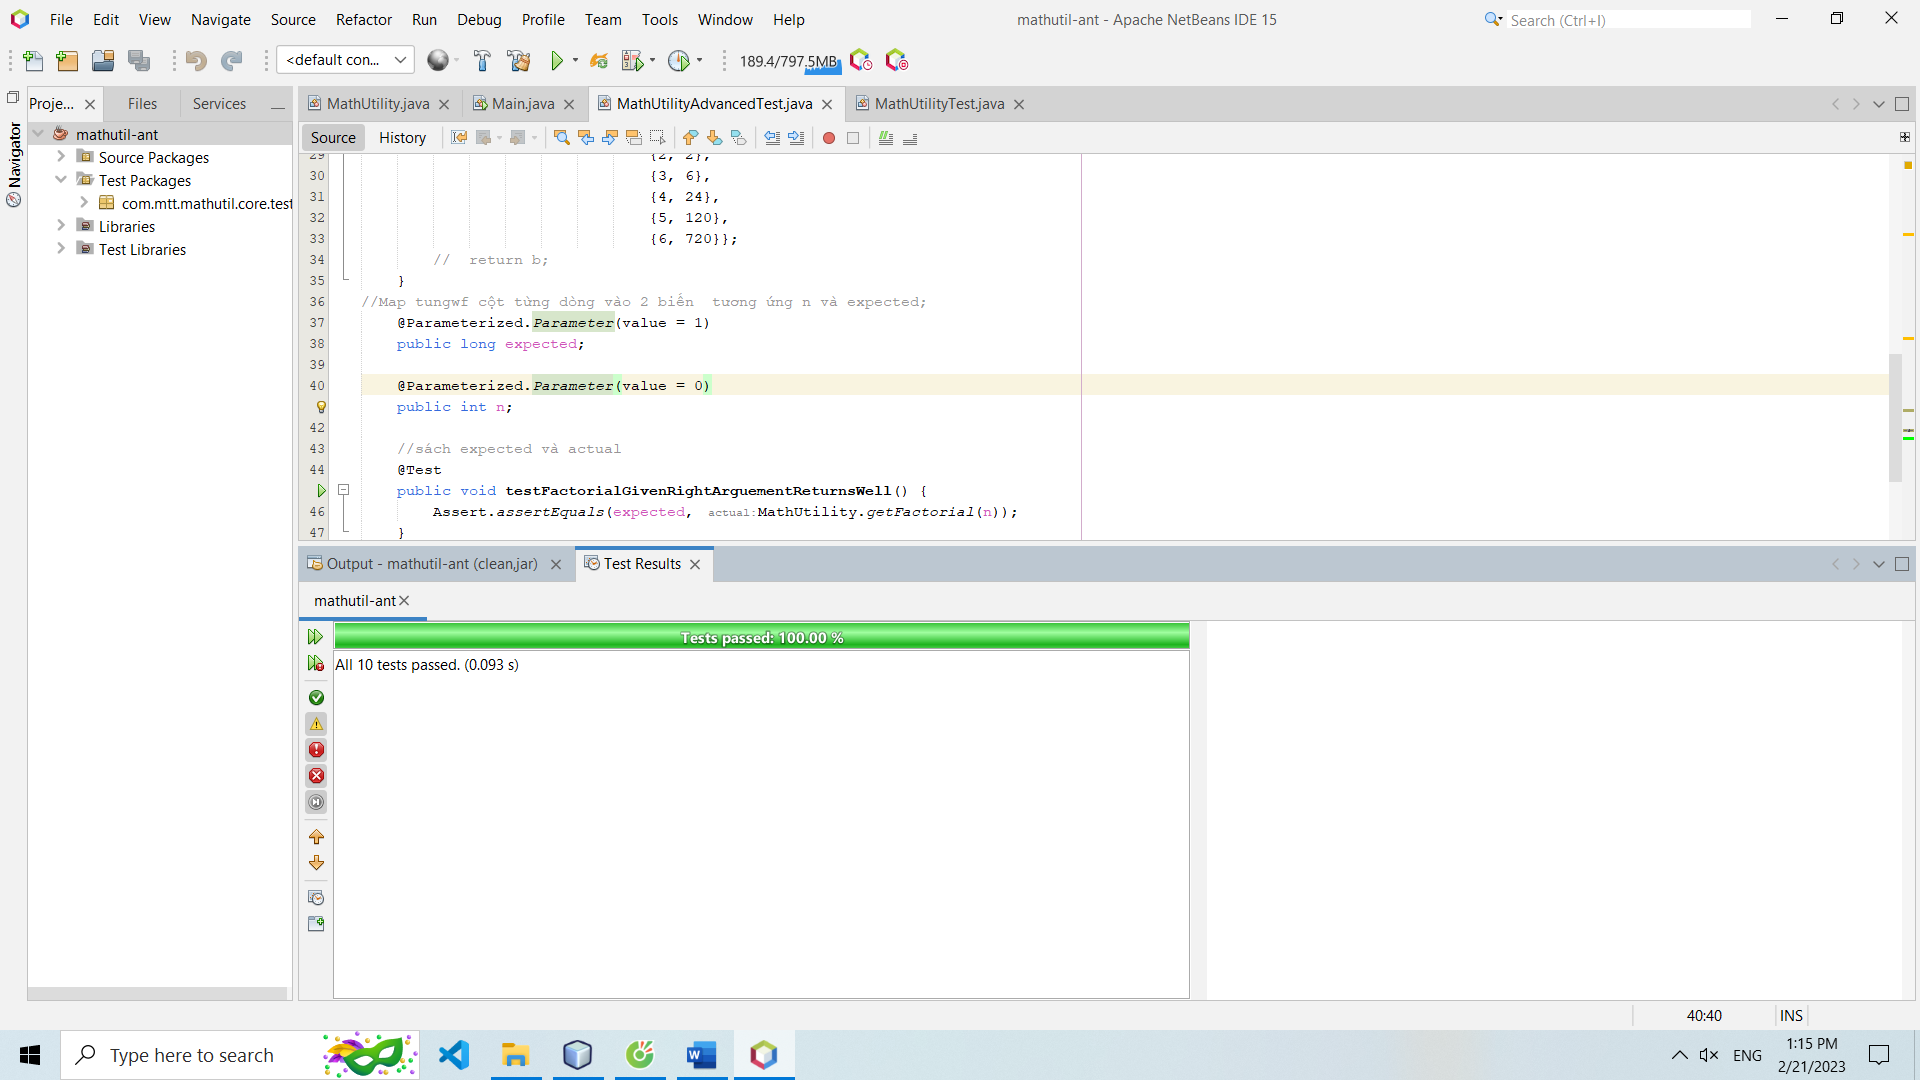 File Edit View Navigate Source Refactor Run Debug Profile Team Tools Window Help
mathutil-ant - Apache NetBeans IDE 15
Search (Ctrl+I)
<default con...
189.4/797.5MB
Proje... Files Services
MathUtility.java Main.java MathUtilityAdvancedTest.java MathUtilityTest.java
Navigator
mathutil-ant
Source Packages
Test Packages
com.mtt.mathutil.core.test
Libraries
Test Libraries
Source History
29 {2, 2},
30 {3, 6},
31 {4, 24},
32 {5, 120},
33 {6, 720}};
34 // return b;
35 }
36 //Map tungwf cột từng dòng vào 2 biến tương ứng n và expected;
37 @Parameterized.Parameter(value = 1)
38 public long expected;
39
40 @Parameterized.Parameter(value = 0)
public int n;
42
43 //sách expected và actual
44 @Test
public void testFactorialGivenRightArguementReturnsWell() {
46 Assert.assertEquals(expected, actual:MathUtility.getFactorial(n));
47 }
Output - mathutil-ant (clean,jar) Test Results
mathutil-ant
Tests passed: 100.00 %
All 10 tests passed. (0.093 s)
40:40 INS
Type here to search
ENG
1:15 PM
2/21/2023